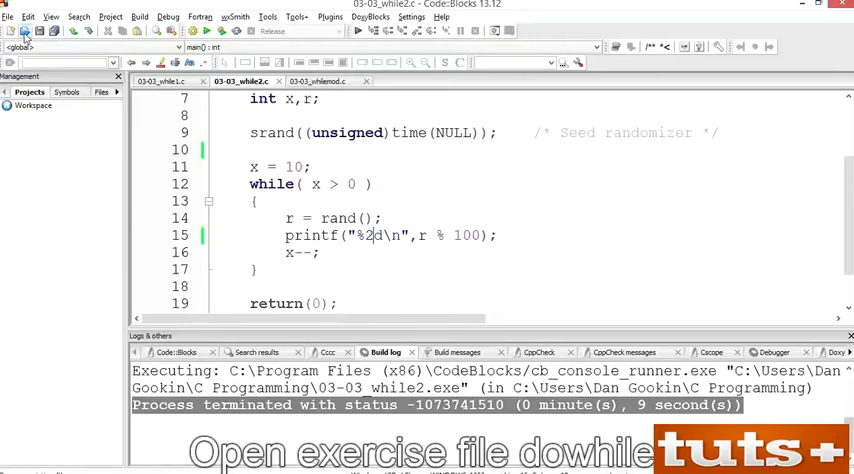 03-03_while2.c - Code::Blocks 13.12
File Edit View Search Project Build Debug Fortran wxSmith Tools Tools+ Plugins DoxyBlocks Settings Help
Release
<global> main() : int
/** *<
S C
Management
Projects Symbols Files
Workspace
03-03_while1.c 03-03_while2.c 03-03_whlemod.c
7 int x,r;
8
9 srand((unsigned)time(NULL)); /* Seed randomizer */
10
11 x = 10;
12 while( x > 0 )
13 {
14 r = rand();
15 printf("%2d\n",r % 100);
16 x--;
17 }
18
19 return(0);
Logs & others
Code::Blocks Search results Cccc Build log Build messages CppCheck CppCheck messages Cscope Debugger Doxy
Executing: C:\Program Files (x86)\CodeBlocks/cb_console_runner.exe "C:\Users\Dan
Gookin\C Programming\03-03_while2.exe" (in C:\Users\Dan Gookin\C Programming)
Process terminated with status -1073741510 (0 minute(s), 9 second(s))
Open exercise file dowhile
tuts+